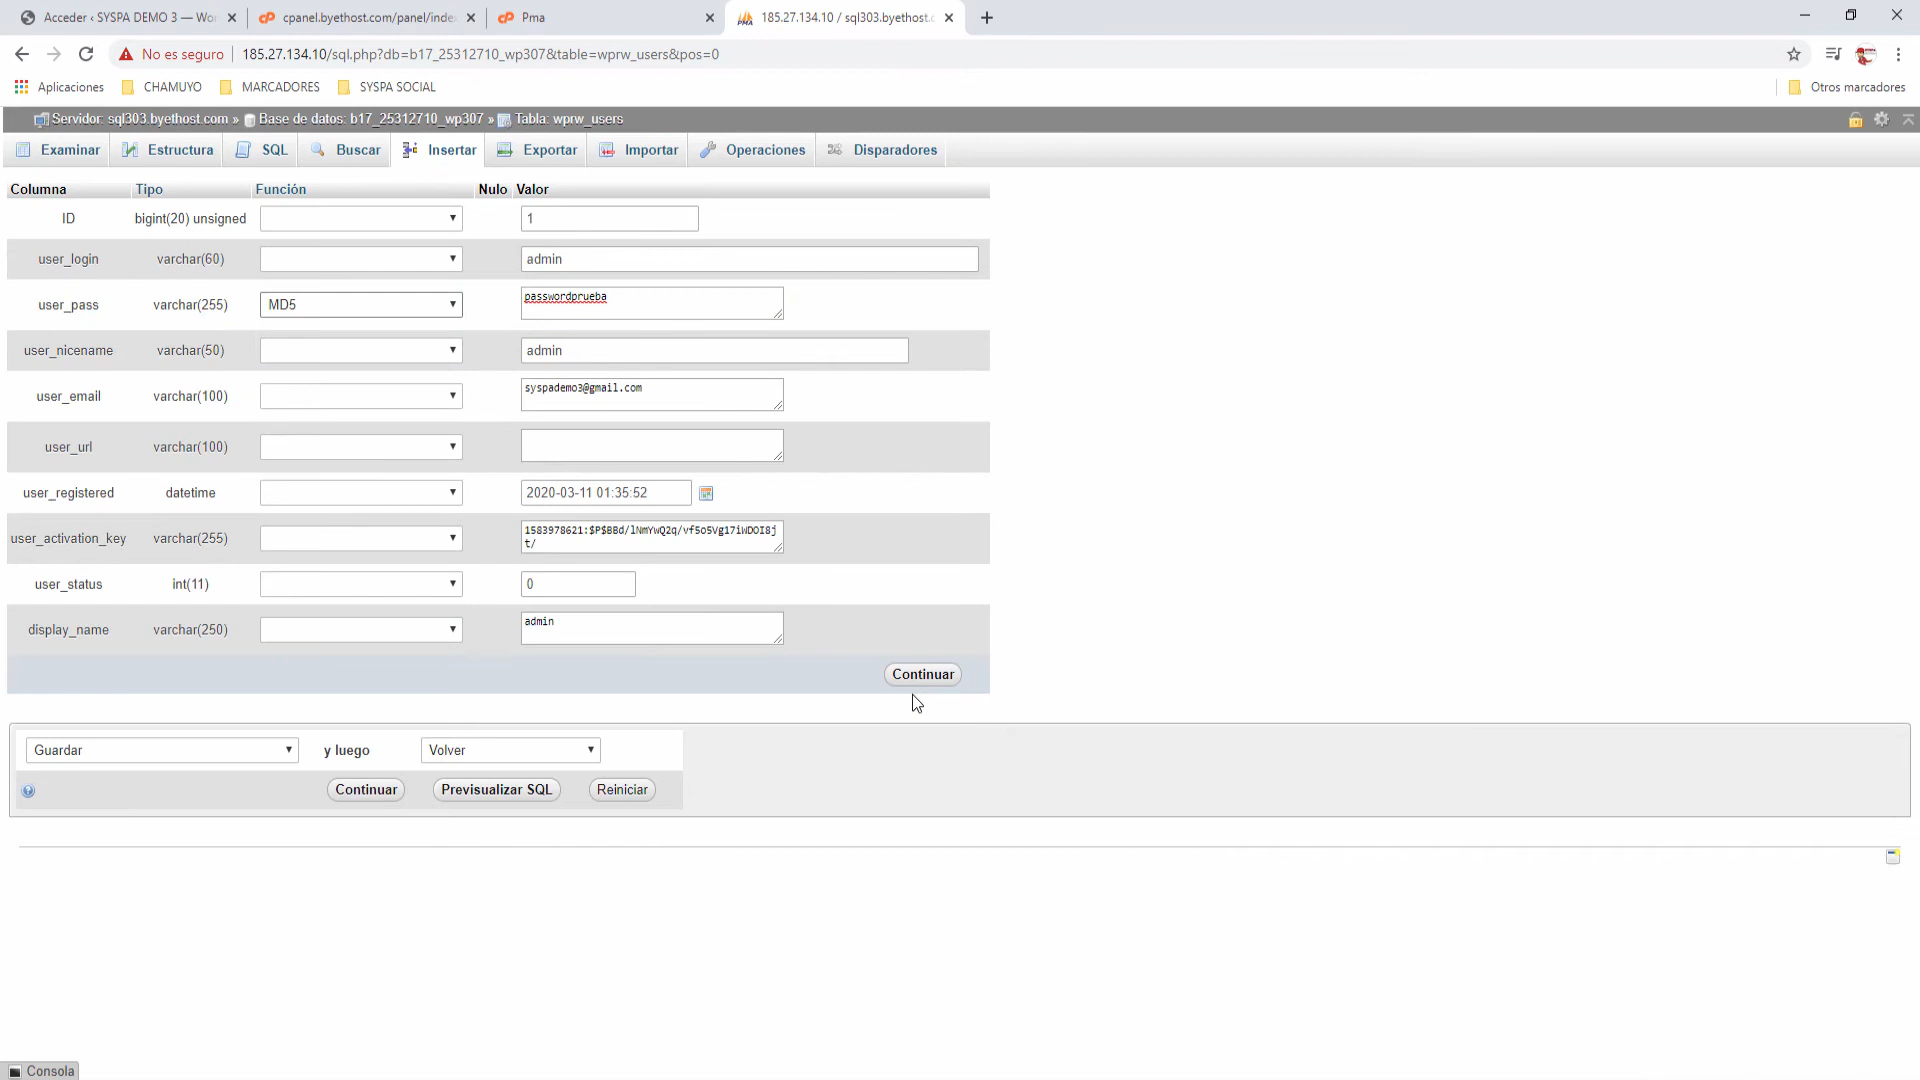 Acceder ‹ SYSPA DEMO 3 — Wor
cpanel.byethost.com/panel/index
Pma
185.27.134.10 / sql303.byethost.c
No es seguro
185.27.134.10/sql.php?db=b17_25312710_wp307&table=wprw_users&pos=0
Aplicaciones
CHAMUYO
MARCADORES
SYSPA SOCIAL
Otros marcadores
Servidor: sql303.byethost.com » Base de datos: b17_25312710_wp307 » Tabla: wprw_users
Examinar
Estructura
SQL
Buscar
Insertar
Exportar
Importar
Operaciones
Disparadores
Columna Tipo Función Nulo Valor
ID bigint(20) unsigned 1
user_login varchar(60) admin
user_pass varchar(255) MD5 passwordprueba
user_nicename varchar(50) admin
user_email varchar(100) syspademo3@gmail.com
user_url varchar(100)
user_registered datetime 2020-03-11 01:35:52
user_activation_key varchar(255) 1583978621:$P$BBd/lNmYwQ2q/vf5o5Vg17iWDOI8j
t/
user_status int(11) 0
display_name varchar(250) admin
Continuar
Guardar y luego Volver
Continuar Previsualizar SQL Reiniciar
Consola